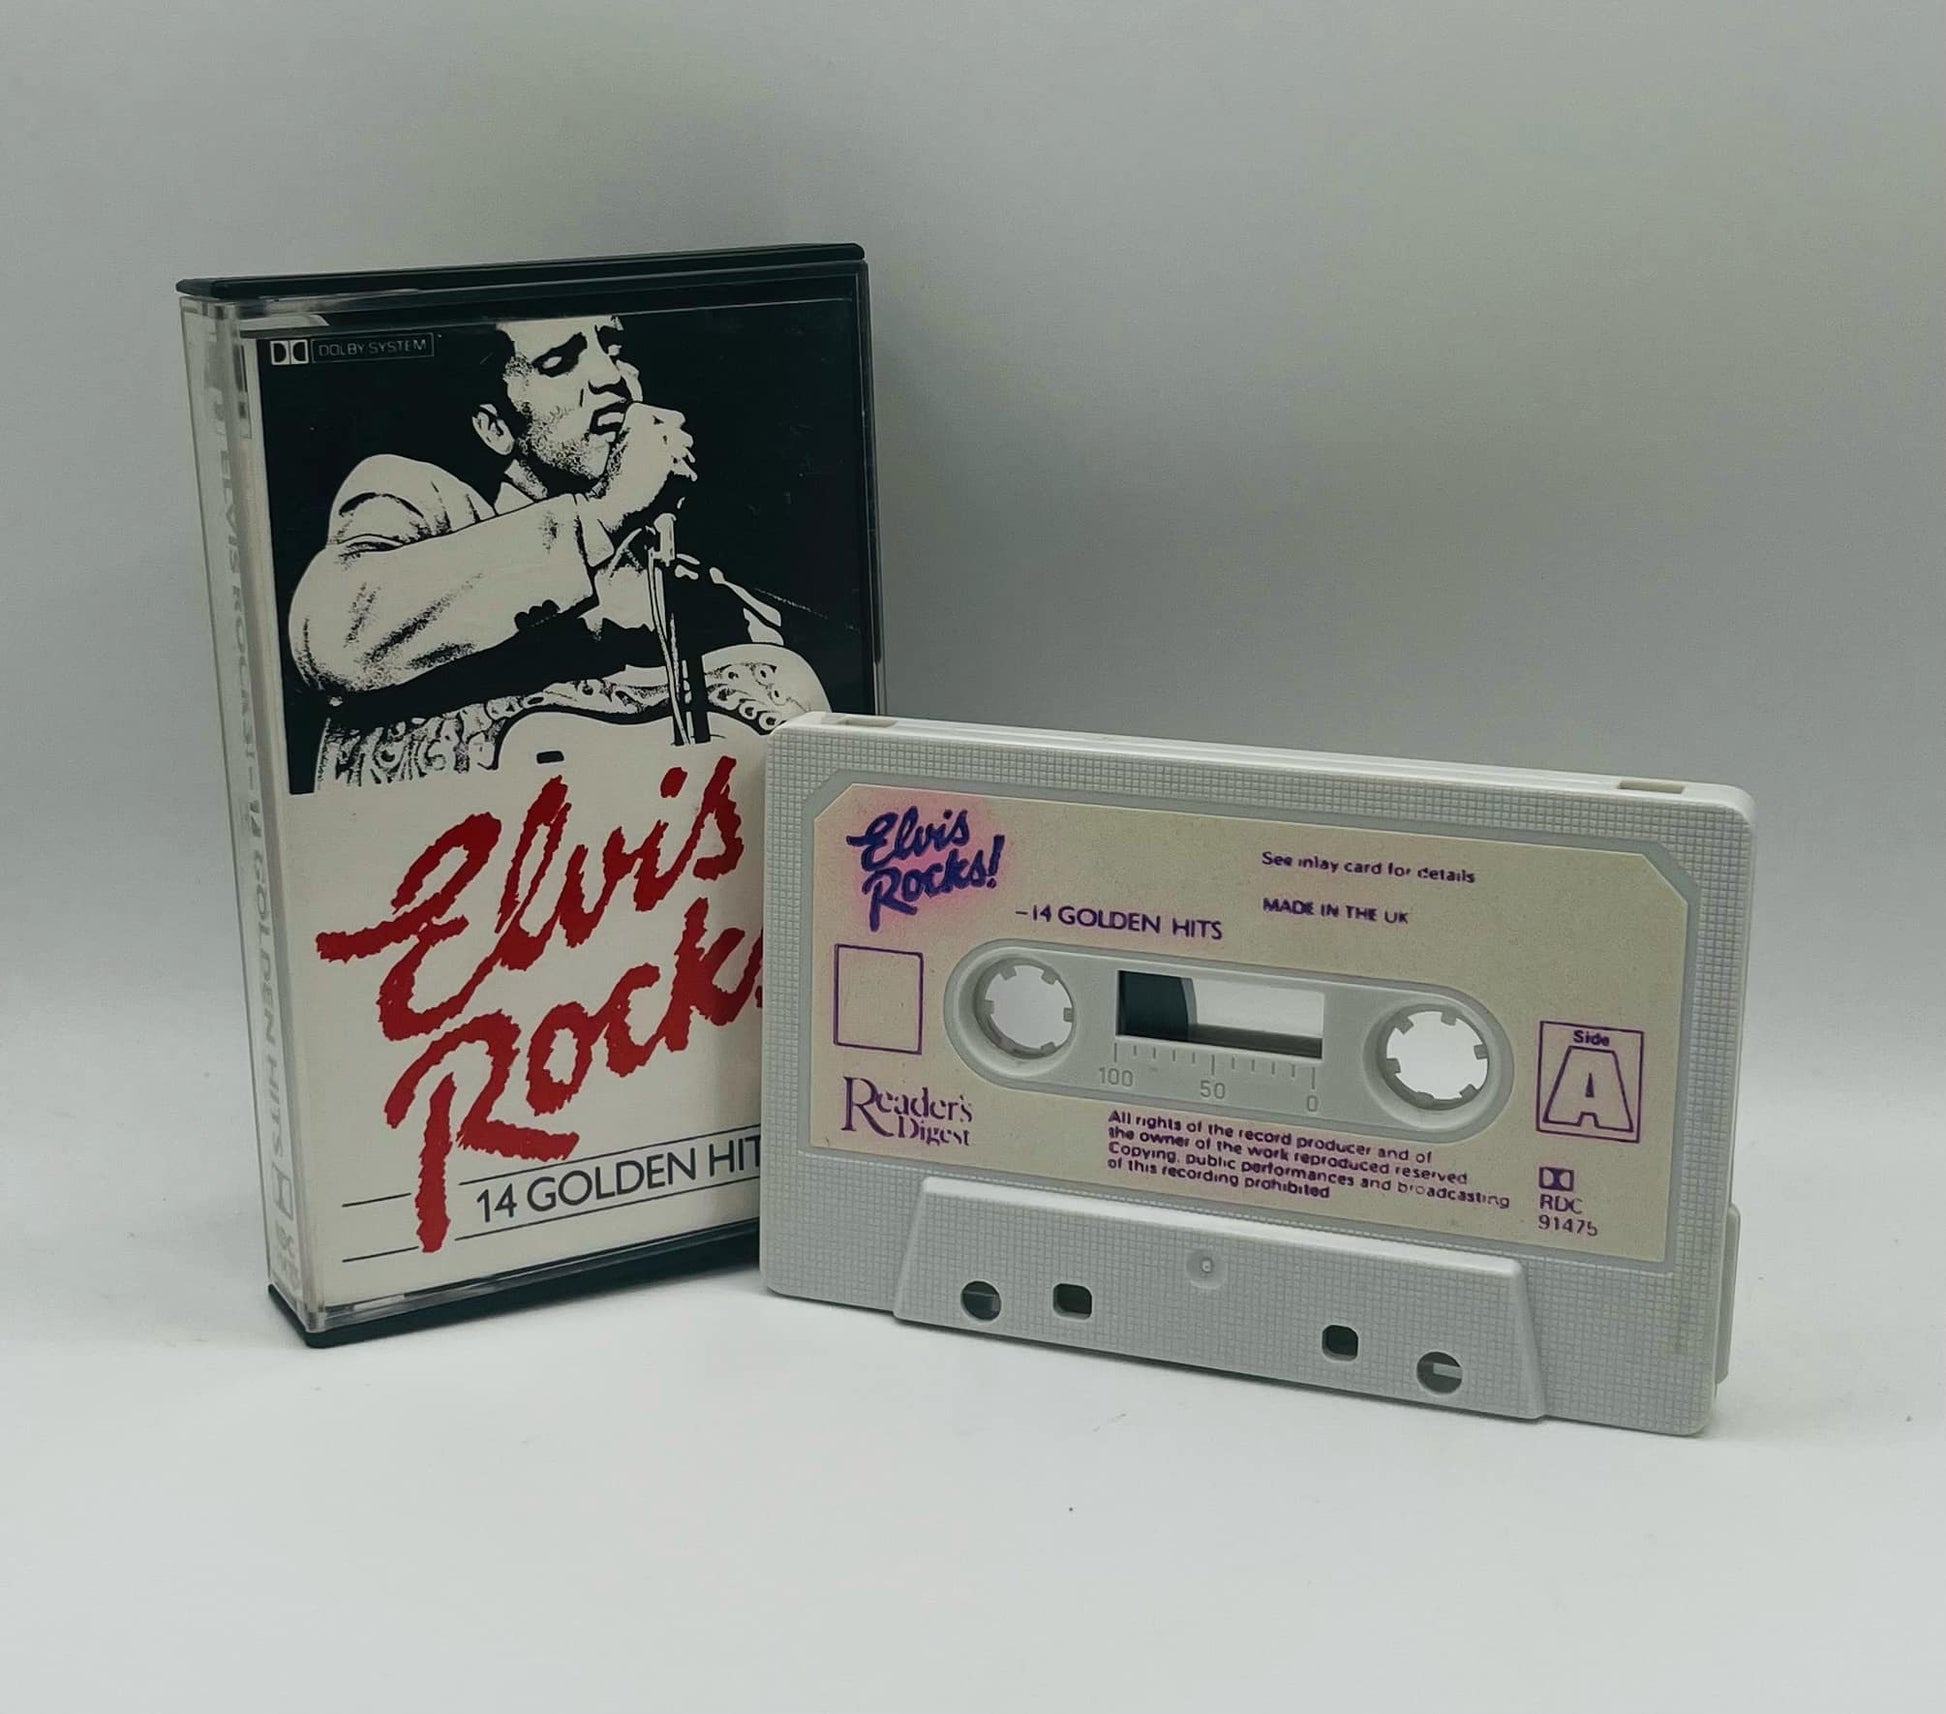 DOLBY SYSTEM
Elvis
Rock
14 GOLDEN HIT
ELVIS ROCKS! - 14 GOLDEN HITS
Elvis
Rocks!
-14 GOLDEN HITS
See inlay card for details
MADE IN THE UK
100 50 0
Side
A
Reader's
Digest
All rights of the record producer and of
the owner of the work reproduced reserved
Copying, public performances and broadcasting
of this recording prohibited
RDC
91475